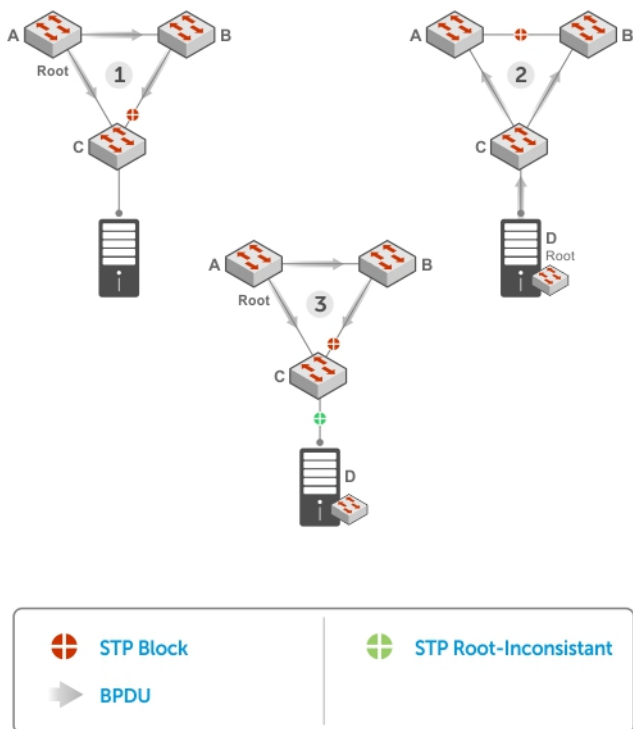 A
B
Root
1
C
A
B
2
C
D
Root
A
B
Root
3
C
D
STP Block
STP Root-Inconsistant
BPDU